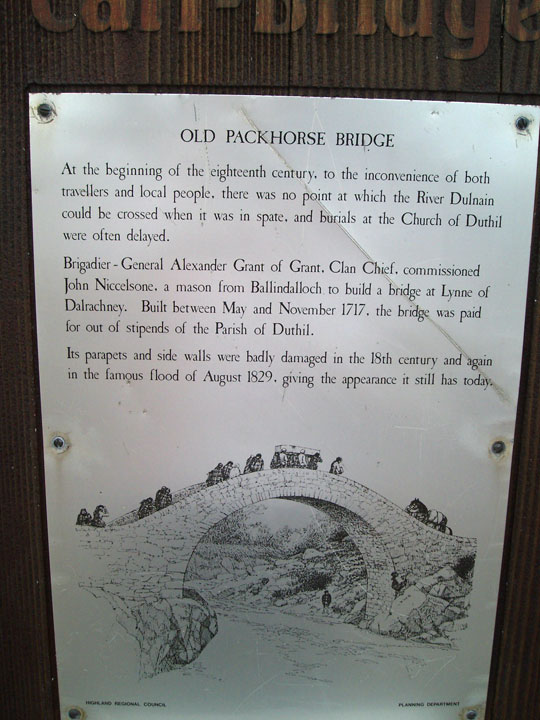 Carr-Bridge
OLD PACKHORSE BRIDGE
At the beginning of the eighteenth century, to the inconvenience of both
travellers and local people, there was no point at which the River Dulnain
could be crossed when it was in spate, and burials at the Church of Duthil
were often delayed.
Brigadier-General Alexander Grant of Grant, Clan Chief, commissioned
John Niccelsone, a mason from Ballindalloch to build a bridge at Lynne of
Dalrachney. Built between May and November 1717, the bridge was paid
for out of stipends of the Parish of Duthil.
Its parapets and side walls were badly damaged in the 18th century and again
in the famous flood of August 1829, giving the appearance it still has today.
HIGHLAND REGIONAL COUNCIL
PLANNING DEPARTMENT